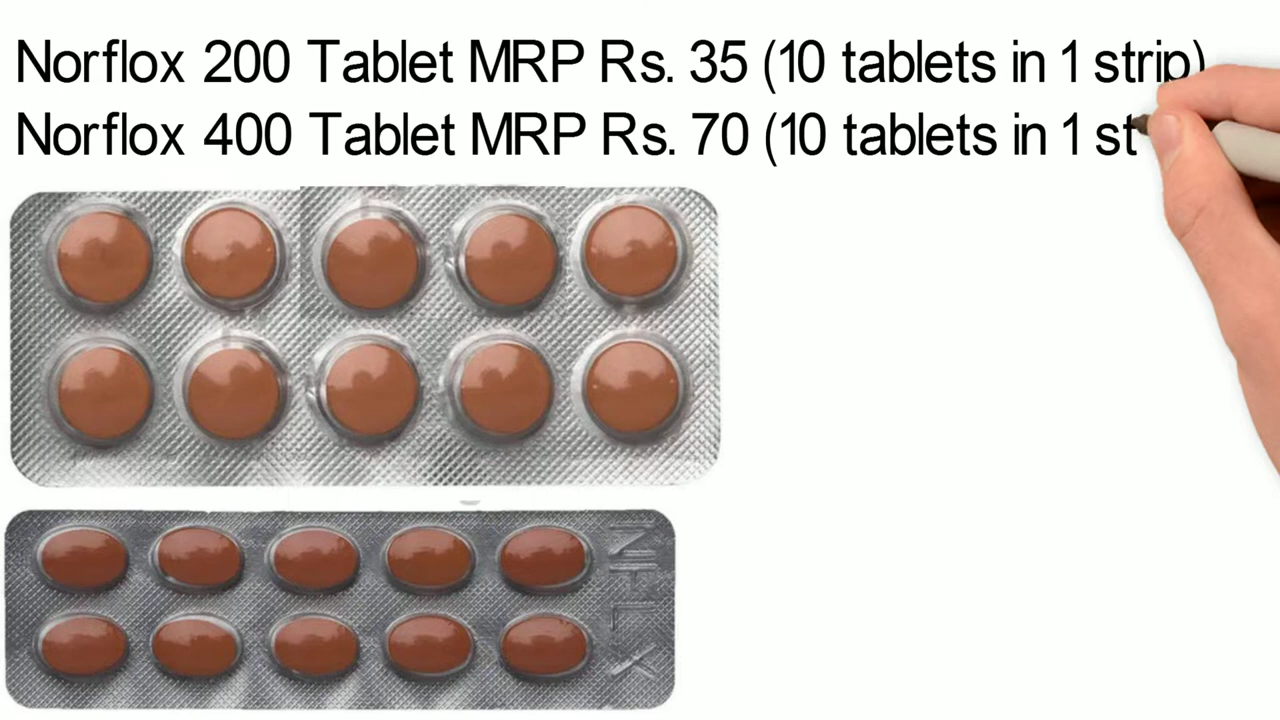 Norflox 200 Tablet MRP Rs. 35 (10 tablets in 1 strip)
Norflox 400 Tablet MRP Rs. 70 (10 tablets in 1 st